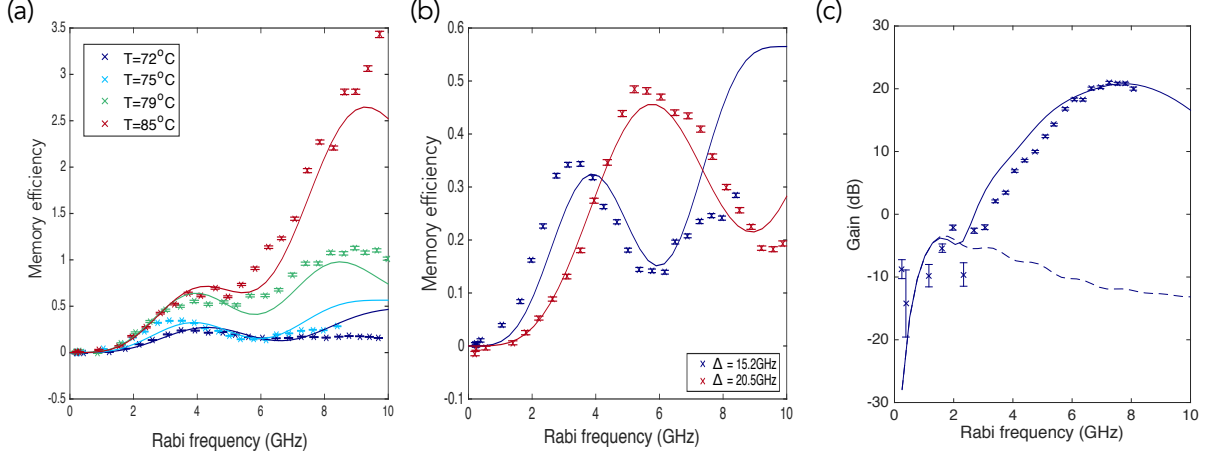 (a)
Memory efficiency
3.5
3
2.5
2
1.5
1
0.5
0
0 2 4 6 8 10
Rabi frequency (GHz)
T=72°C
T=75°C
T=79°C
T=85°C
(b)
Memory efficiency
0.6
0.5
0.4
0.3
0.2
0.1
0
-0.1
0 2 4 6 8 10
Rabi frequency (GHz)
Δ = 15.2GHz
Δ = 20.5GHz
(c)
Gain (dB)
30
20
10
0
-10
-20
-30
0 2 4 6 8 10
Rabi frequency (GHz)